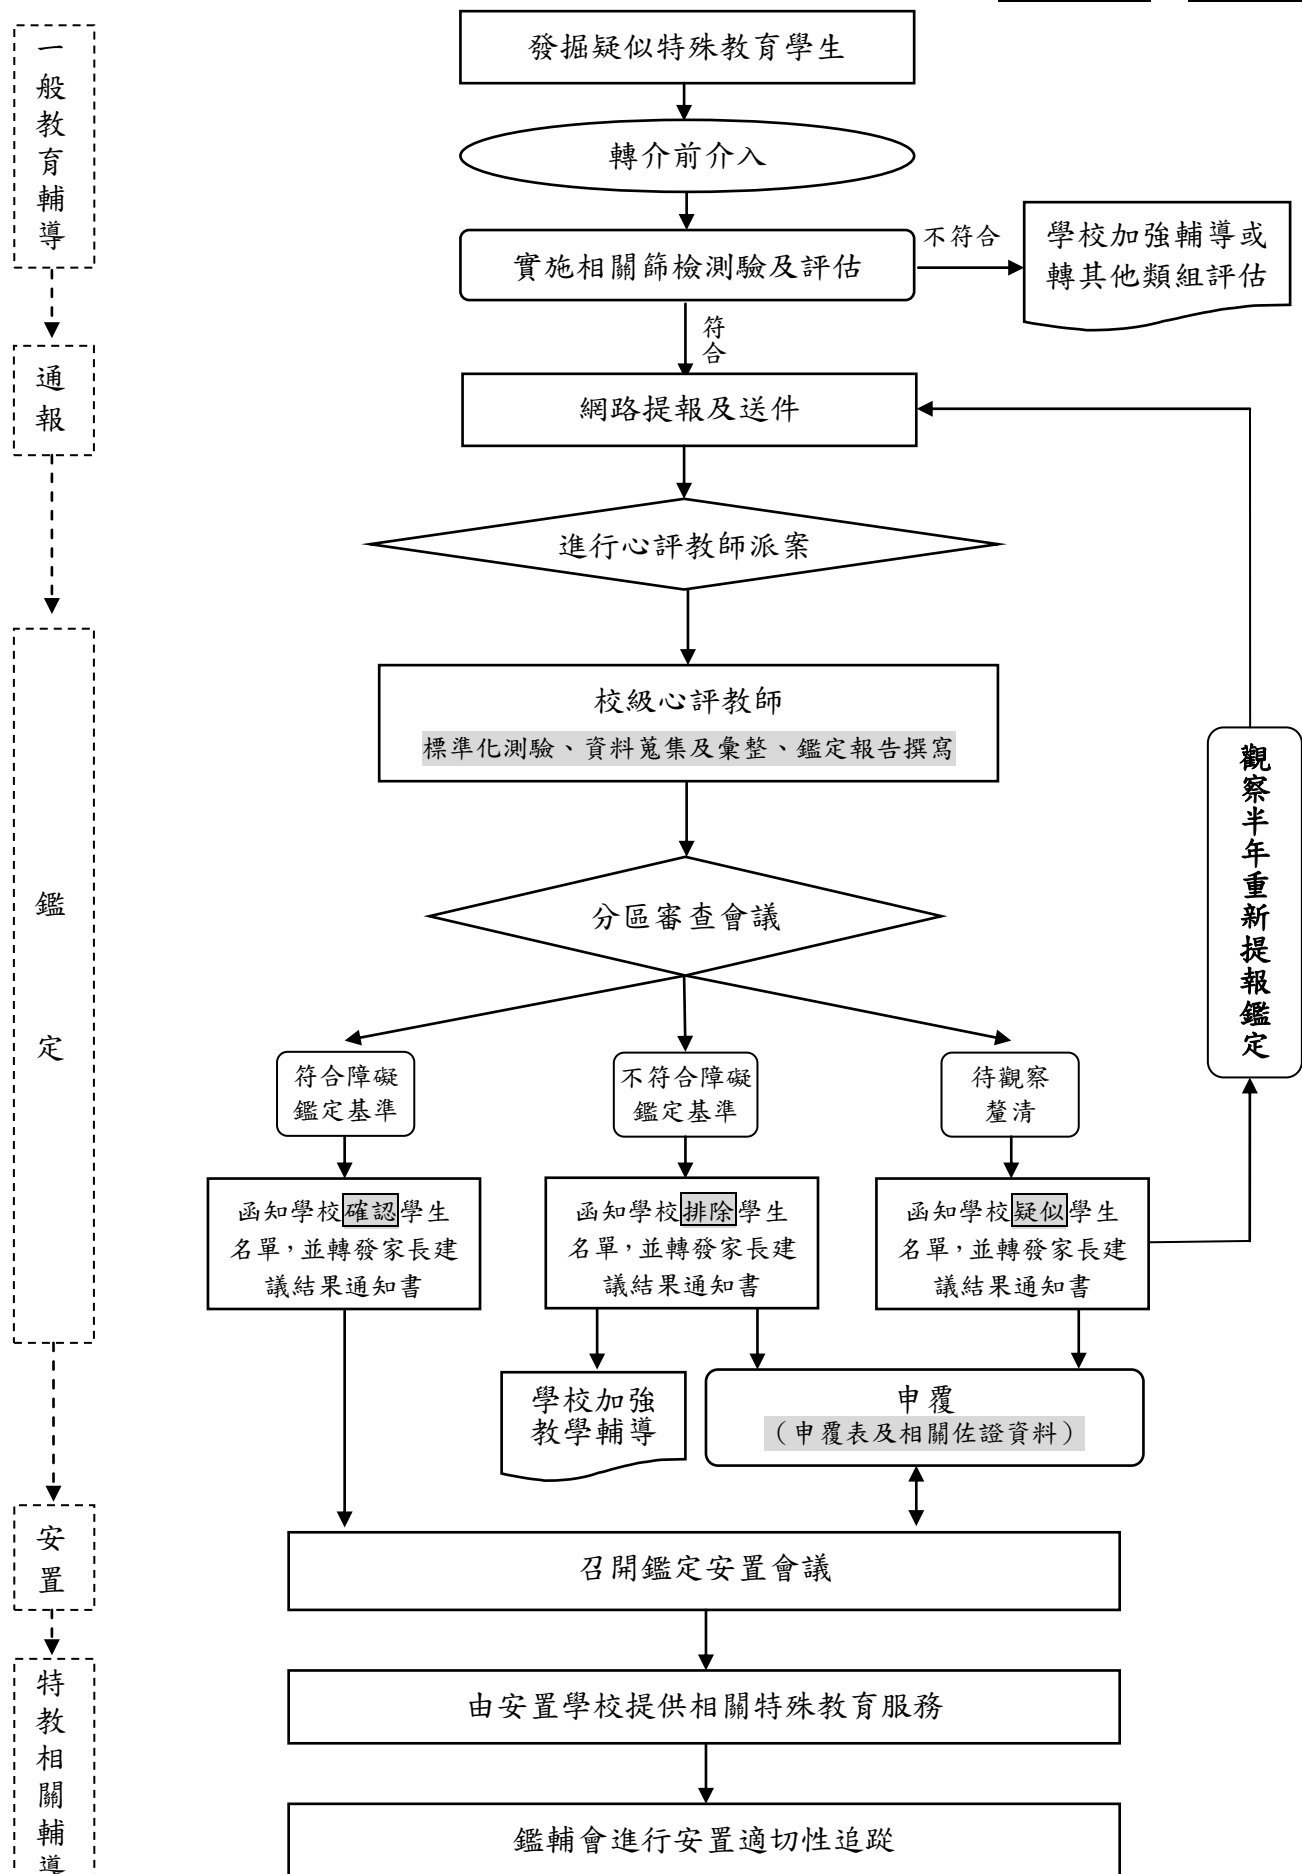 一般教育輔導
通報
鑑定
安置
特教相關輔導
發掘疑似特殊教育學生
轉介前介入
實施相關篩檢測驗及評估
不符合
學校加強輔導或
轉其他類組評估
符合
網路提報及送件
進行心評教師派案
校級心評教師
標準化測驗、資料蒐集及彙整、鑑定報告撰寫
觀察半年重新提報鑑定
分區審查會議
符合障礙
鑑定基準
不符合障礙
鑑定基準
待觀察
釐清
函知學校確認學生
名單，並轉發家長建
議結果通知書
函知學校排除學生
名單，並轉發家長建
議結果通知書
函知學校疑似學生
名單，並轉發家長建
議結果通知書
學校加強
教學輔導
申覆
（申覆表及相關佐證資料）
召開鑑定安置會議
由安置學校提供相關特殊教育服務
鑑輔會進行安置適切性追蹤